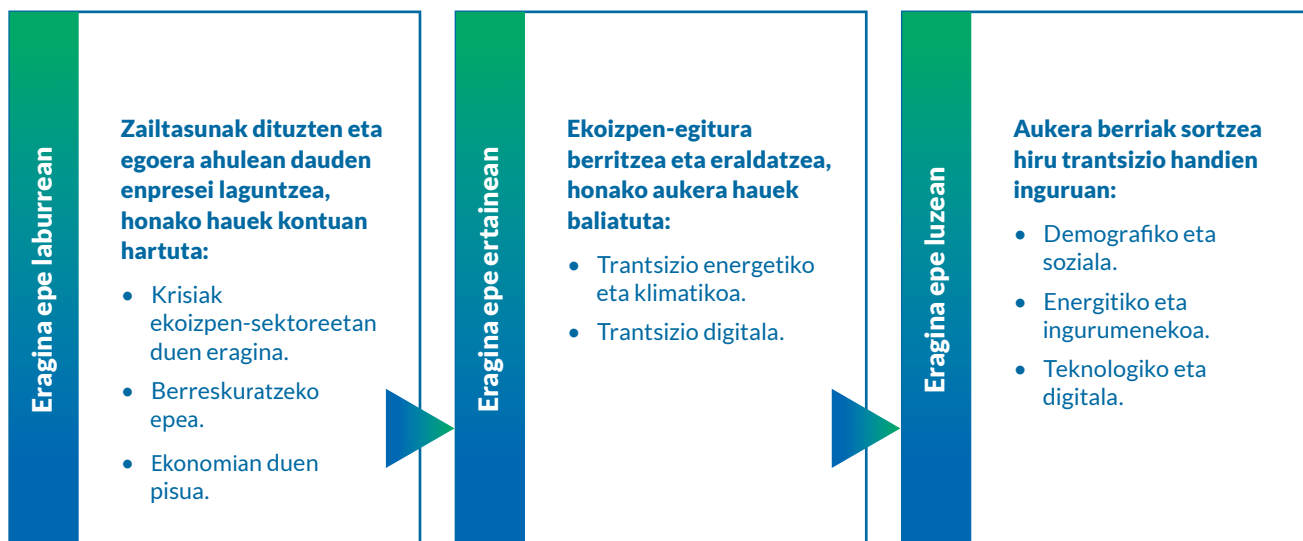 Eragina epe laburrean
Zailtasunak dituzten eta
egoera ahulean dauden
enpresei laguntzea,
honako hauek kontuan
hartuta:
• Krisiak
ekoizpen-sektoreetan
duen eragina.
• Berreskuratzeko
epea.
• Ekonomian duen
pisua.
Eragina epe ertainean
Ekoizpen-egitura
berritzea eta eraldatzea,
honako aukera hauek
baliatuta:
• Trantsizio energetiko
eta klimatikoa.
• Trantsizio digitala.
Eragina epe luzean
Aukera berriak sortzea
hiru trantsizio handien
inguruan:
• Demografiko eta
soziala.
• Energitiko eta
ingurumenekoa.
• Teknologiko eta
digitala.